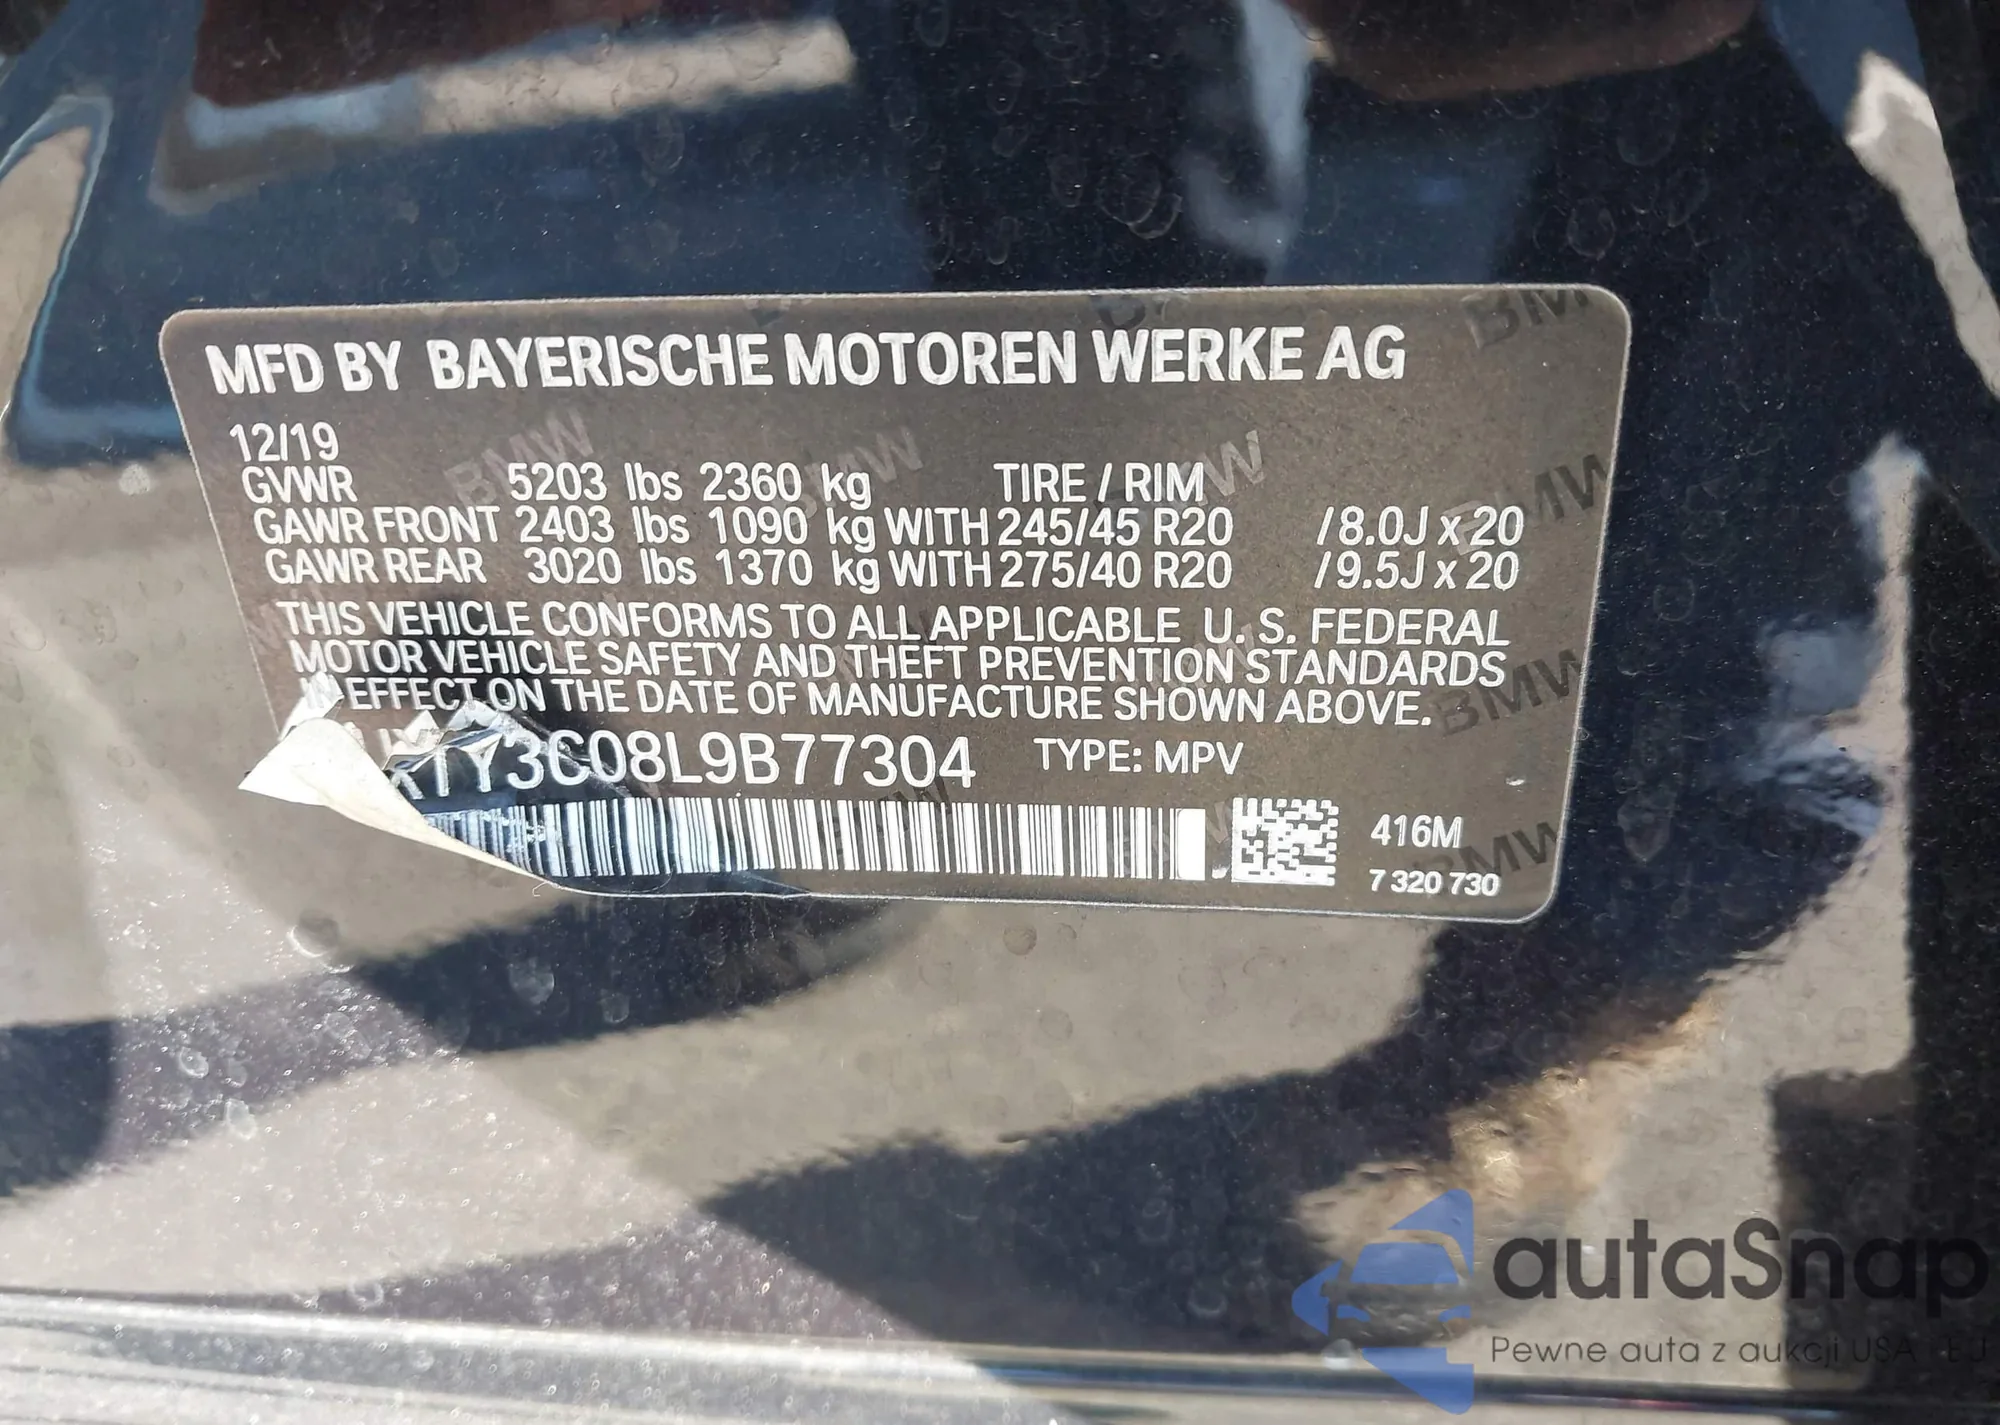 MFD BY BAYERISCHE MOTOREN WERKE AG
12/19
GVWR 5203 lbs 2360 kg TIRE / RIM
GAWR FRONT 2403 lbs 1090 kg WITH 245/45 R20 /8.0J x 20
GAWR REAR 3020 lbs 1370 kg WITH 275/40 R20 /9.5J x 20
THIS VEHICLE CONFORMS TO ALL APPLICABLE U. S. FEDERAL
MOTOR VEHICLE SAFETY AND THEFT PREVENTION STANDARDS
IN EFFECT ON THE DATE OF MANUFACTURE SHOWN ABOVE.
TY3C08L9B77304 TYPE: MPV
416M
7 320 730
autaSnap
Pewne auta z aukcji USA